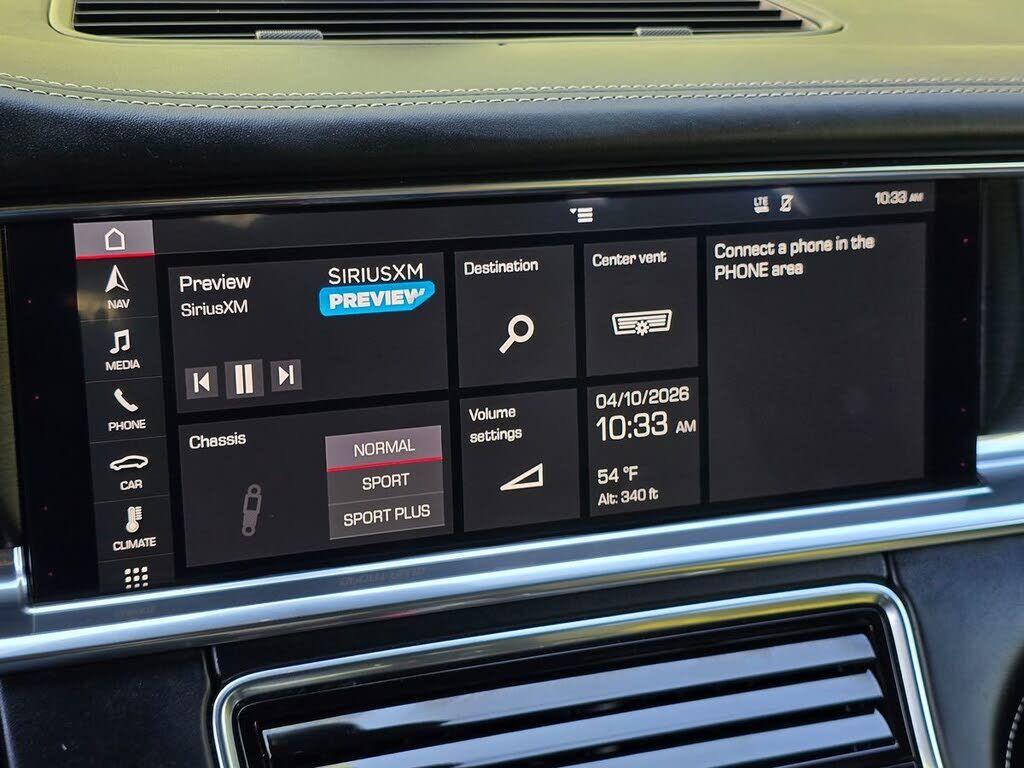 LTE
10:33 AM
NAV
MEDIA
PHONE
CAR
CLIMATE
Preview
SiriusXM
SIRIUSXM
PREVIEW
Chassis
NORMAL
SPORT
SPORT PLUS
Destination
Volume
settings
Center vent
04/10/2026
10:33 AM
54 °F
Alt: 340 ft
Connect a phone in the
PHONE area